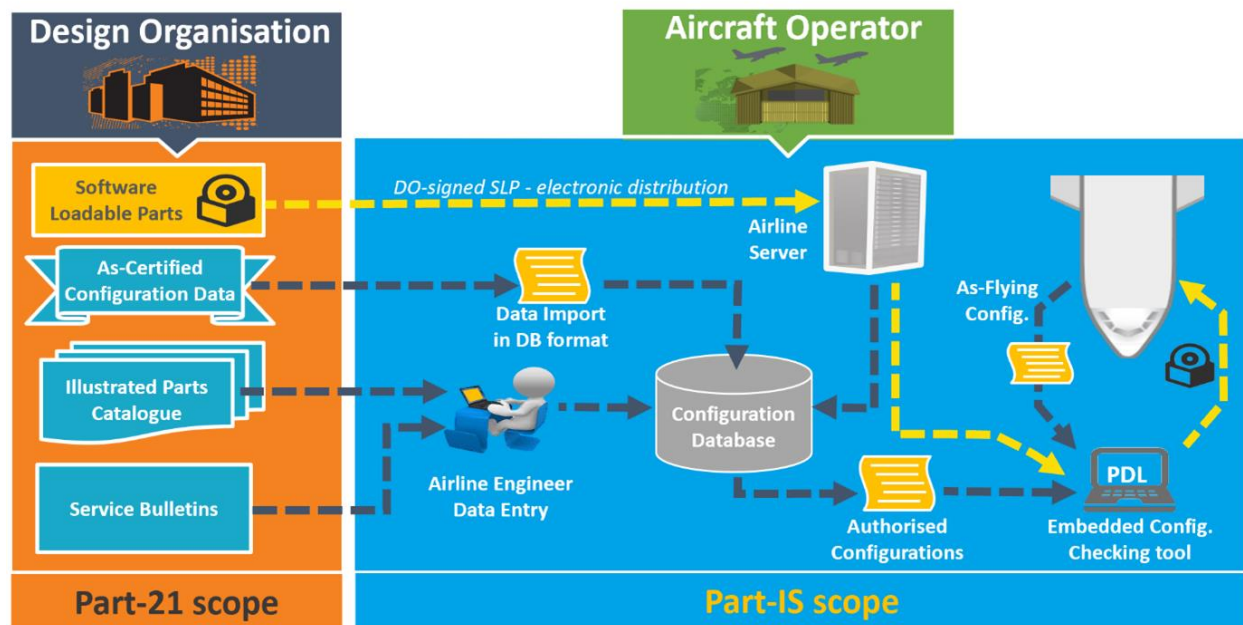 Design Organisation
Aircraft Operator
Software
Loadable Parts
DO-signed SLP - electronic distribution
Airline
Server
As-Certified
Configuration Data
Data Import
in DB format
As-Flying
Config.
Illustrated Parts
Catalogue
Configuration
Database
Airline Engineer
Data Entry
Service Bulletins
Authorised
Configurations
PDL
Embedded Config.
Checking tool
Part-21 scope
Part-IS scope